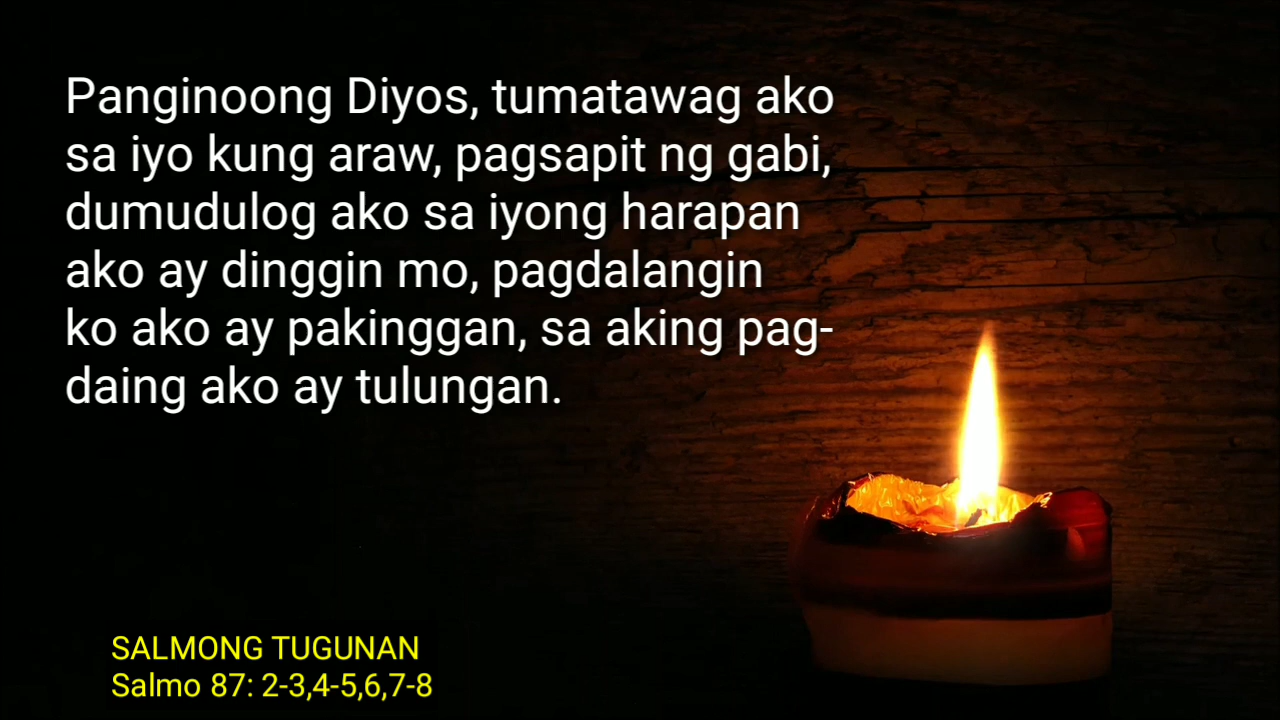 Panginoong Diyos, tumatawag ako
sa iyo kung araw, pagsapit ng gabi,
dumudulog ako sa iyong harapan
ako ay dinggin mo, pagdalangin
ko ako ay pakinggan, sa aking pag-
daing ako ay tulungan.
SALMONG TUGUNAN
Salmo 87: 2-3,4-5,6,7-8